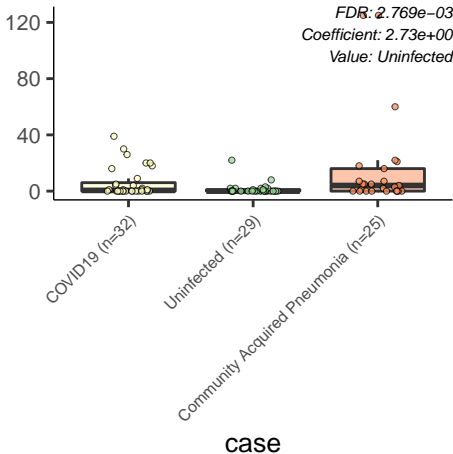 FDR: 2.769e−03
Coefficient: 2.73e+00
Value: Uninfected
120
80
40
0
COVID19 (n=32)
Uninfected (n=29)
Community Acquired Pneumonia (n=25)
case